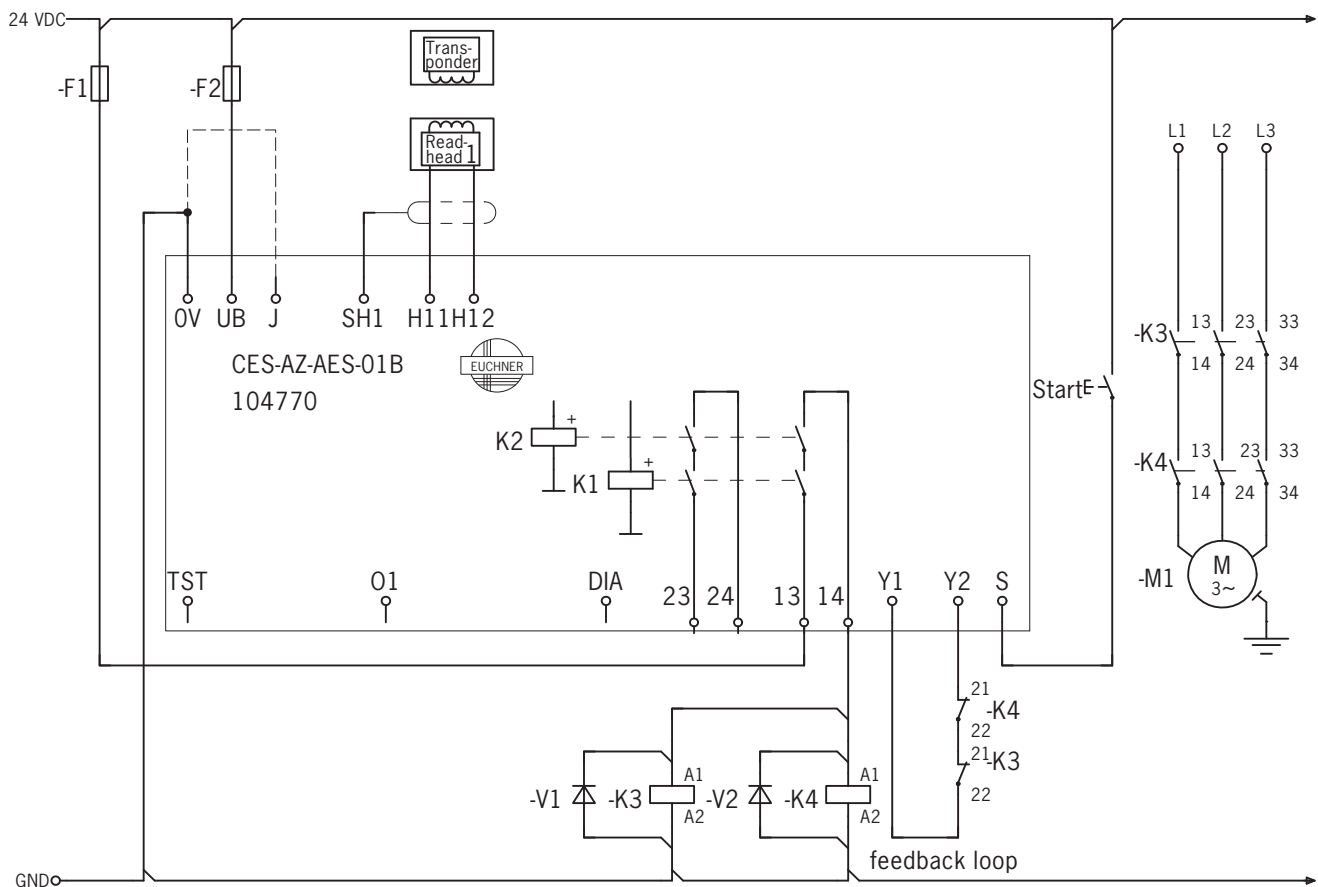 24 VDC
-F1
-F2
Trans-
ponder
Read-
head 1
L1 L2 L3
0V UB J SH1 H11 H12
CES-AZ-AES-01B
104770
EUCHNER
-K3 13 23 33
14 24 34
Start
K2 +
K1 +
-K4 13 23 33
14 24 34
TST O1 DIA 23 24 13 14 Y1 Y2 S
-M1 M
3~
21
-K4
22
21
-K3
22
-V1 -K3 A1
A2
-V2 -K4 A1
A2
feedback loop
GND